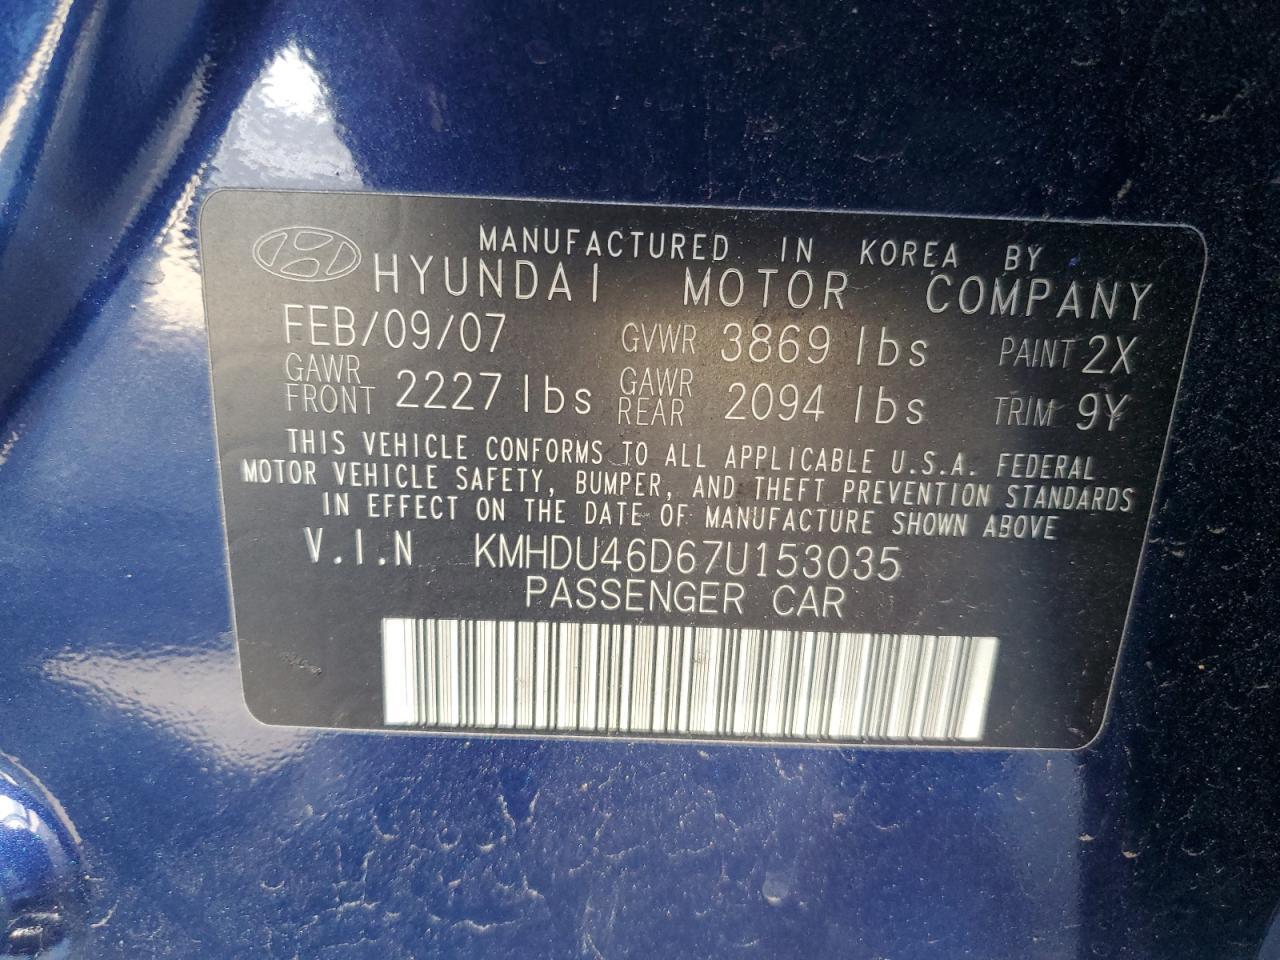 MANUFACTURED IN KOREA BY
HYUNDAI MOTOR COMPANY
FEB/09/07 GVWR 3869 lbs PAINT 2X
GAWR FRONT 2227 lbs GAWR REAR 2094 lbs TRIM 9Y
THIS VEHICLE CONFORMS TO ALL APPLICABLE U.S.A. FEDERAL
MOTOR VEHICLE SAFETY, BUMPER, AND THEFT PREVENTION STANDARDS
IN EFFECT ON THE DATE OF MANUFACTURE SHOWN ABOVE
V.I.N KMHDU46D67U153035
PASSENGER CAR